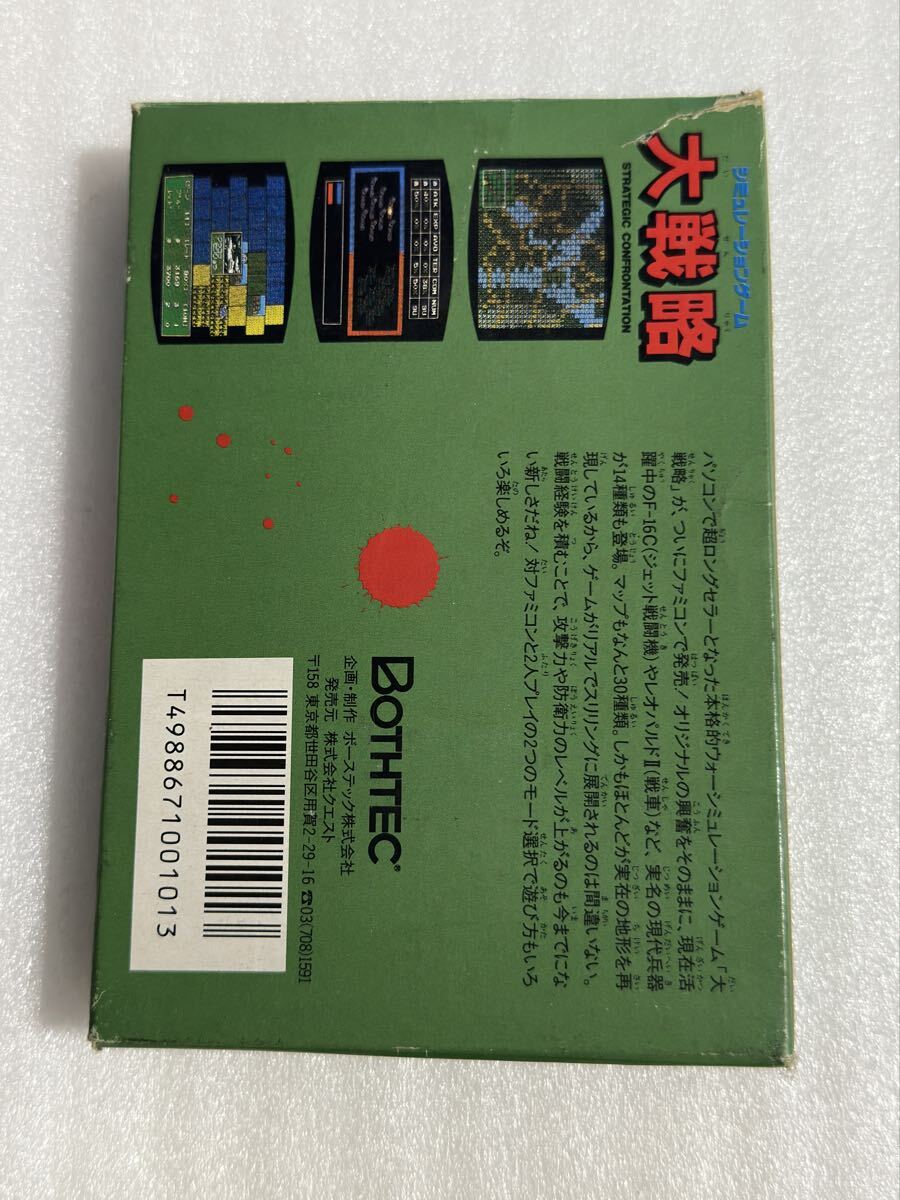 シミュレーションゲーム
大戦略
だい せん りゃく
STRATEGIC CONFRONTATION
ATK EXP AVO TER COM NUM
パソコンで超ロングセラーとなった本格的ウォーシミュレーションゲーム「大
戦略」が、ついにファミコンで発売！オリジナルの興奮をそのままに、現在活
躍中のF-16C(ジェット戦闘機)やレオパルドⅡ(戦車)など、実名の現代兵器
が14種類も登場。マップもなんと30種類。しかもほとんどが実在の地形を再
現しているから、ゲームがリアルでスリリングに展開されるのは間違いない。
戦闘経験を積むことで、攻撃力や防衛力のレベルが上がるのも今までにな
い新しさだね！対ファミコンと2人プレイの2つのモード選択で遊び方もいろ
いろ楽しめるぞ。
BOTHTEC®
企画・制作 ボーステック株式会社
発売元 株式会社クエスト
〒158 東京都世田谷区用賀2-29-16 ☎03(708)1591
T4988671001013